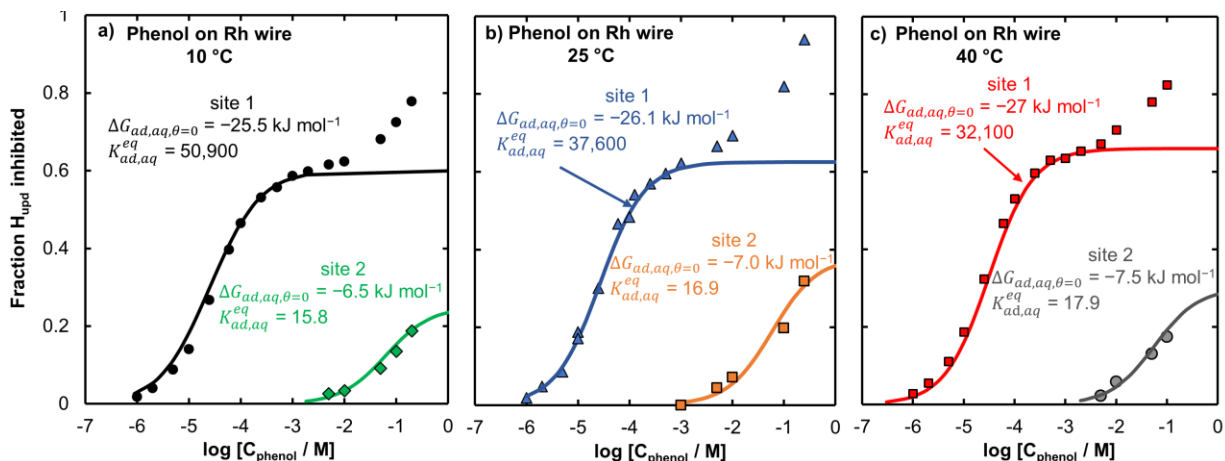 Fraction H_upd inhibited
1
0.8
0.6
0.4
0.2
0
a) Phenol on Rh wire
10 °C
site 1
ΔG_ad,aq,θ=0 = −25.5 kJ mol⁻¹
K^eq_ad,aq = 50,900
site 2
ΔG_ad,aq,θ=0 = −6.5 kJ mol⁻¹
K^eq_ad,aq = 15.8
-7 -6 -5 -4 -3 -2 -1 0
log [C_phenol / M]
b) Phenol on Rh wire
25 °C
site 1
ΔG_ad,aq,θ=0 = −26.1 kJ mol⁻¹
K^eq_ad,aq = 37,600
site 2
ΔG_ad,aq,θ=0 = −7.0 kJ mol⁻¹
K^eq_ad,aq = 16.9
-7 -6 -5 -4 -3 -2 -1 0
log [C_phenol / M]
c) Phenol on Rh wire
40 °C
site 1
ΔG_ad,aq,θ=0 = −27 kJ mol⁻¹
K^eq_ad,aq = 32,100
site 2
ΔG_ad,aq,θ=0 = −7.5 kJ mol⁻¹
K^eq_ad,aq = 17.9
-7 -6 -5 -4 -3 -2 -1 0
log [C_phenol / M]